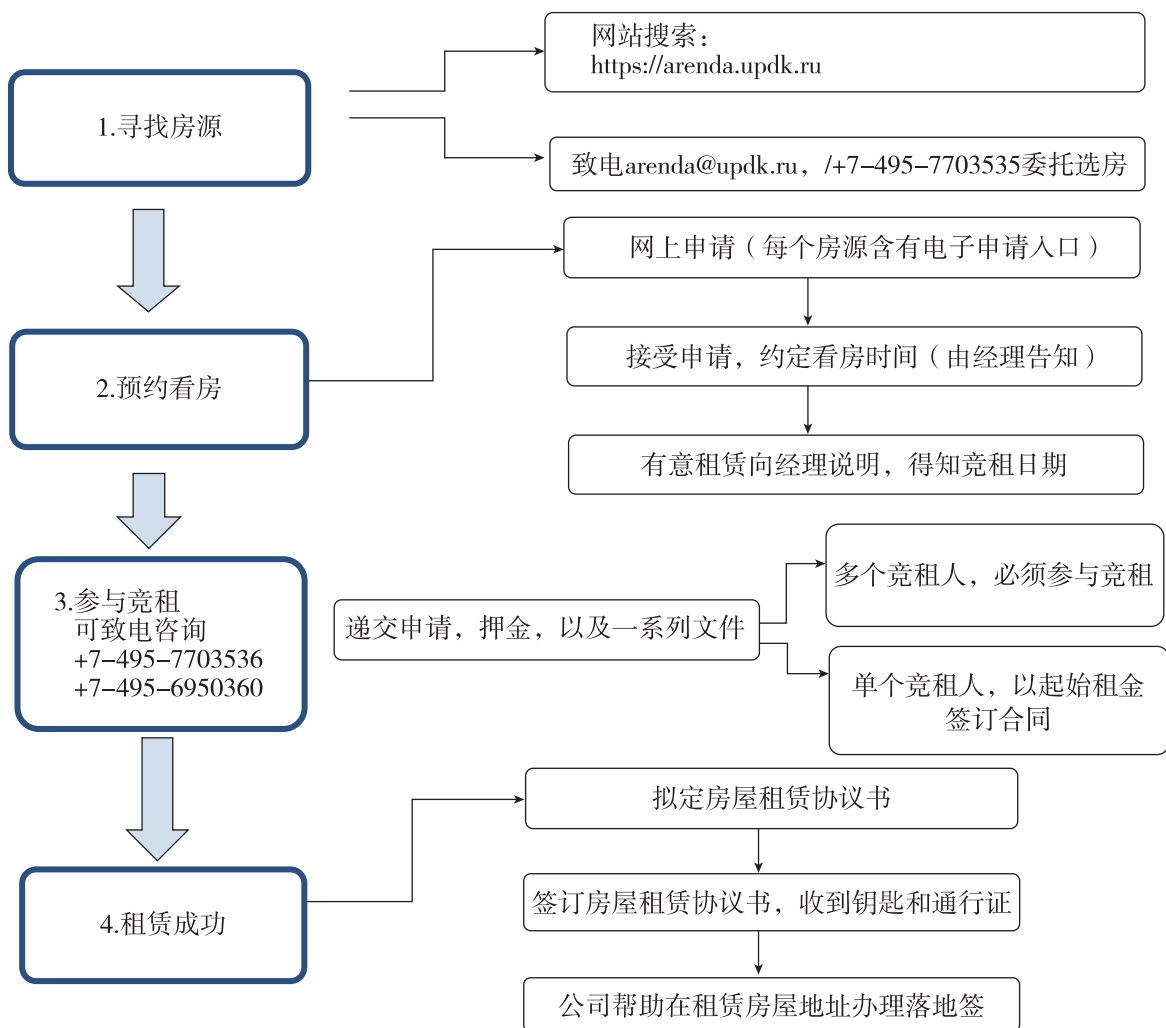 1.寻找房源
网站搜索：
https://arenda.updk.ru
致电arenda@updk.ru，/+7-495-7703535委托选房
2.预约看房
网上申请（每个房源含有电子申请入口）
接受申请，约定看房时间（由经理告知）
有意租赁向经理说明，得知竞租日期
3.参与竞租
可致电咨询
+7-495-7703536
+7-495-6950360
递交申请，押金，以及一系列文件
多个竞租人，必须参与竞租
单个竞租人，以起始租金
签订合同
4.租赁成功
拟定房屋租赁协议书
签订房屋租赁协议书，收到钥匙和通行证
公司帮助在租赁房屋地址办理落地签